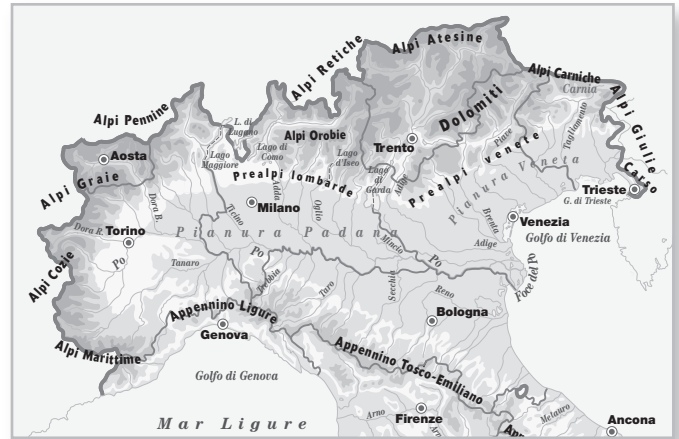 Alpi Atesine
Alpi Retiche
Alpi Carniche
Carnia
Alpi Pennine
Dolomiti
Alpi Giulie
L. di
Lugano
Alpi Orobie
Tagliamento
Piave
Trento
Aosta
Lago
Maggiore
Lago di
Como
Lago
d'Iseo
Lago
di
Garda
Prealpi venete
Pianura Veneta
Carso
Alpi Graie
Prealpi lombarde
Adige
Trieste
G. di Trieste
Dora B.
Adda
Oglio
Ticino
Milano
Brenta
Venezia
Golfo di Venezia
Dora R.
Torino
Pianura Padana
Mincio
Adige
Po
Po
Po
Alpi Cozie
Tanaro
Trebbia
Taro
Secchia
Reno
Foce del Po
Appennino Ligure
Bologna
Genova
Alpi Marittime
Appennino Tosco-Emiliano
Golfo di Genova
Mar Ligure
Arno
Firenze
Metauro
Ancona